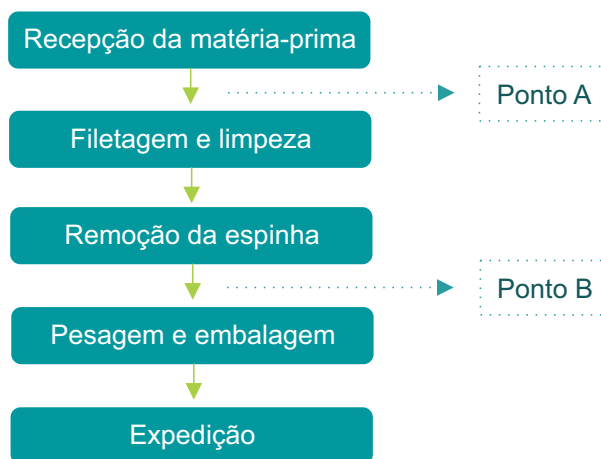 Recepção da matéria-prima
Ponto A
Filetagem e limpeza
Remoção da espinha
Ponto B
Pesagem e embalagem
Expedição